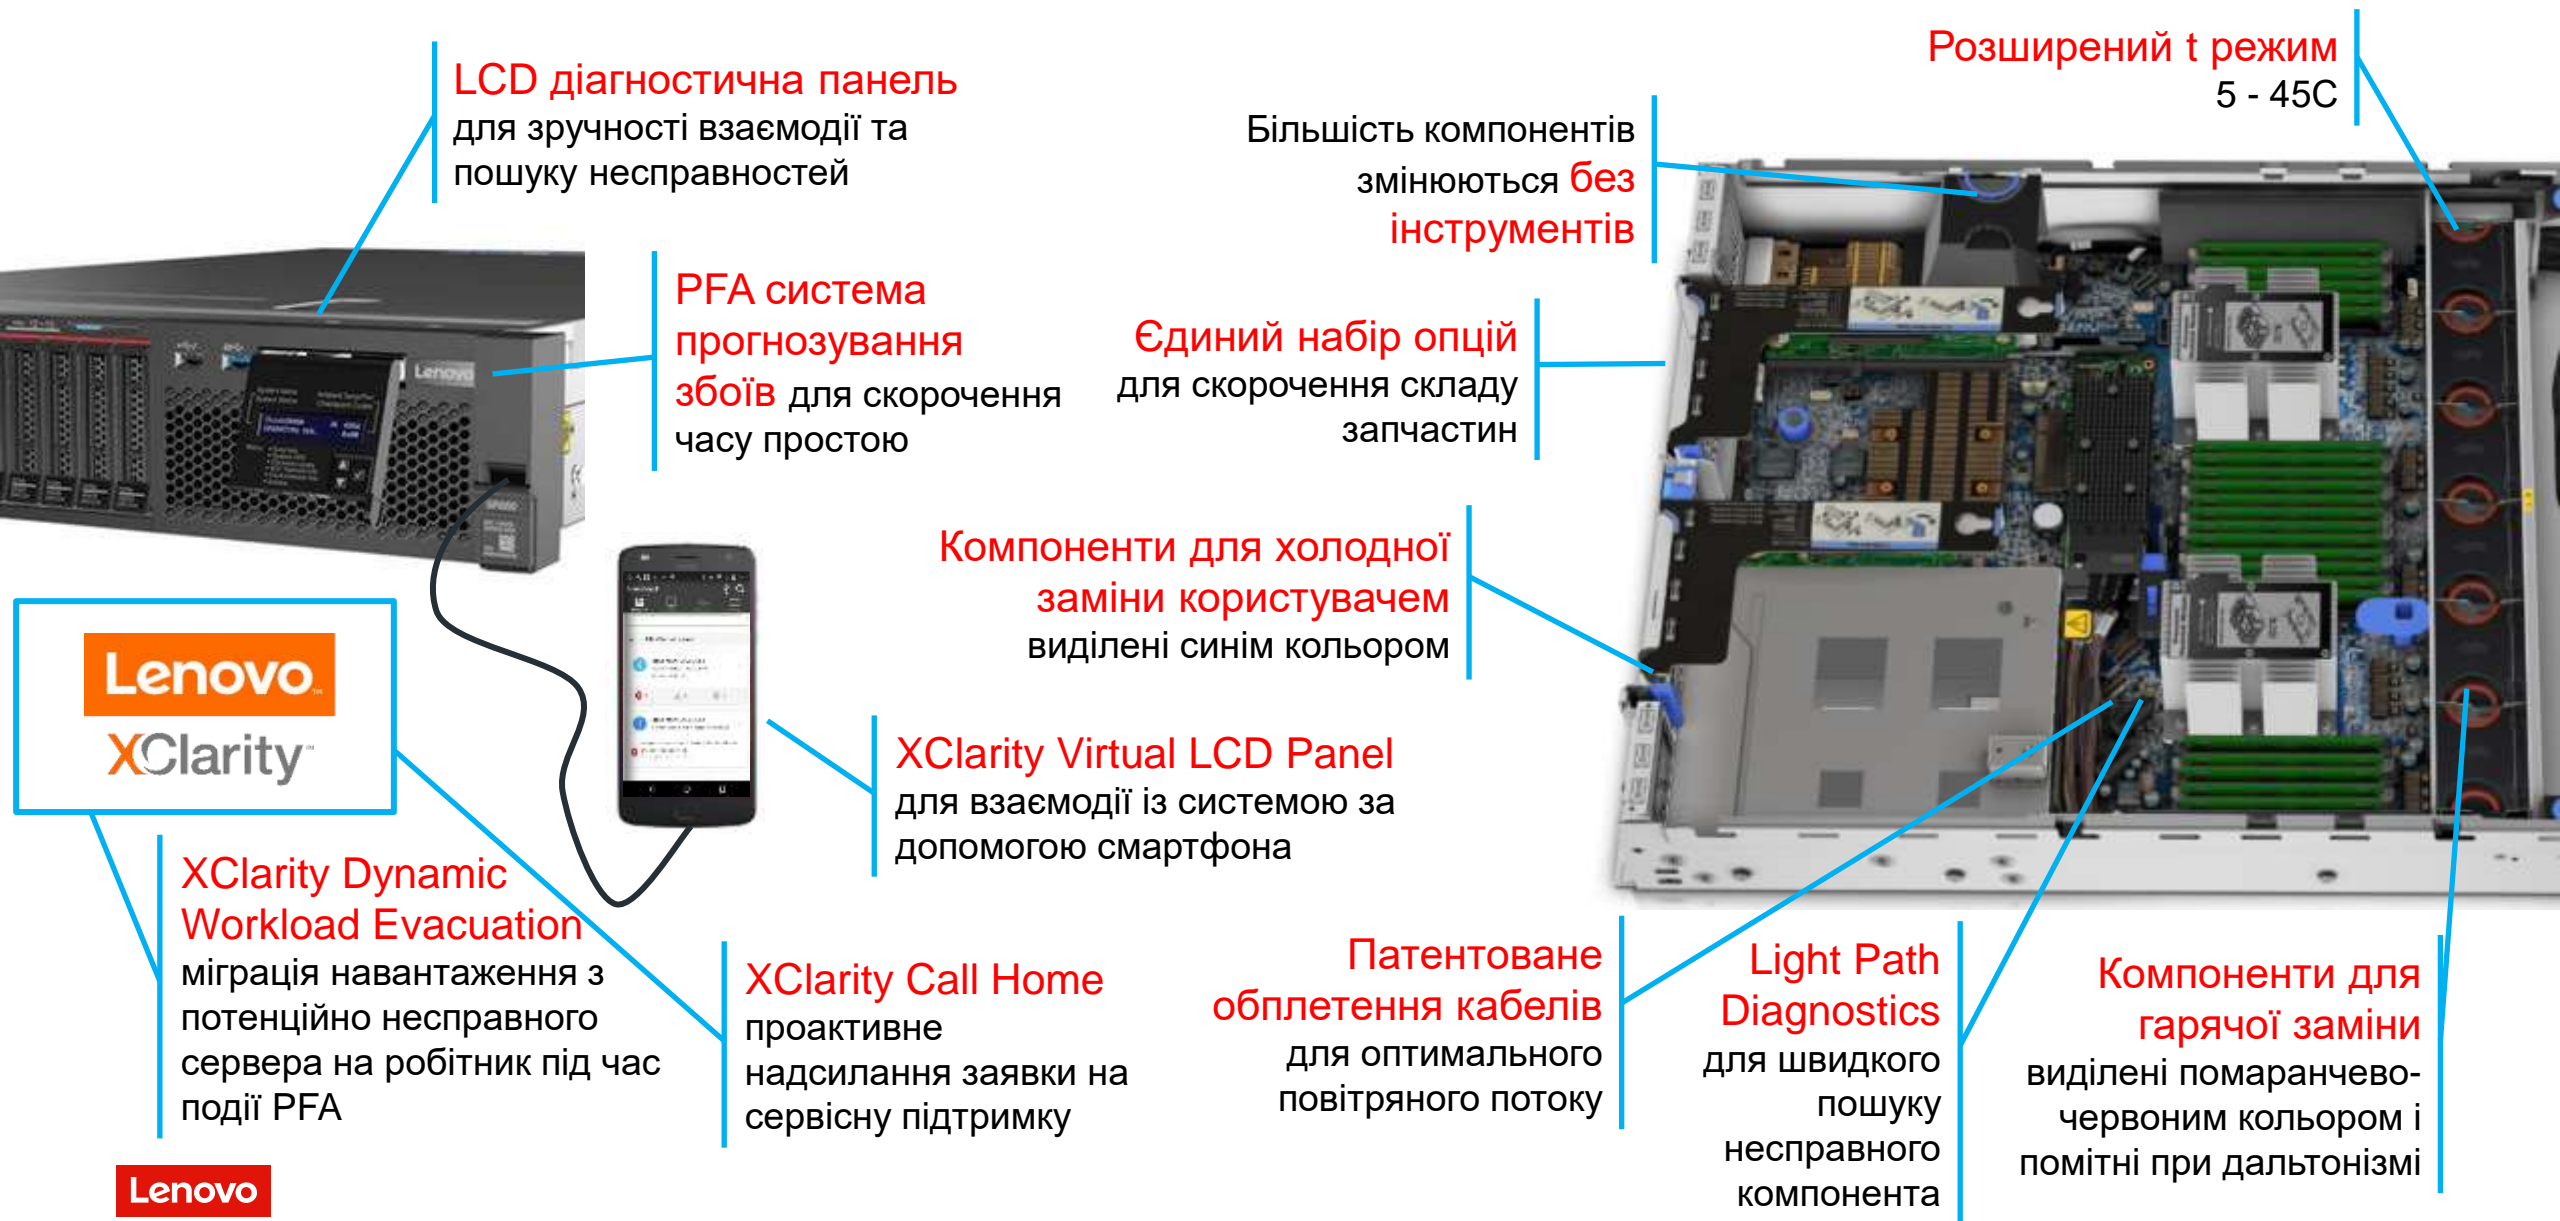 LCD діагностична панель
для зручності взаємодії та
пошуку несправностей
PFA система
прогнозування
збоїв для скорочення
часу простою
Lenovo
Lenovo
XClarity
XClarity Dynamic
Workload Evacuation
міграція навантаження з
потенційно несправного
сервера на робітник під час
події PFA
XClarity Call Home
проактивне
надсилання заявки на
сервісну підтримку
XClarity Virtual LCD Panel
для взаємодії із системою за
допомогою смартфона
Розширений t режим
5 - 45C
Більшість компонентів
змінюються без
інструментів
Єдиний набір опцій
для скорочення складу
запчастин
Компоненти для холодної
заміни користувачем
виділені синім кольором
Патентоване
обплетення кабелів
для оптимального
повітряного потоку
Light Path
Diagnostics
для швидкого
пошуку
несправного
компонента
Компоненти для
гарячої заміни
виділені помаранчево-
червоним кольором і
помітні при дальтонізмі
Lenovo